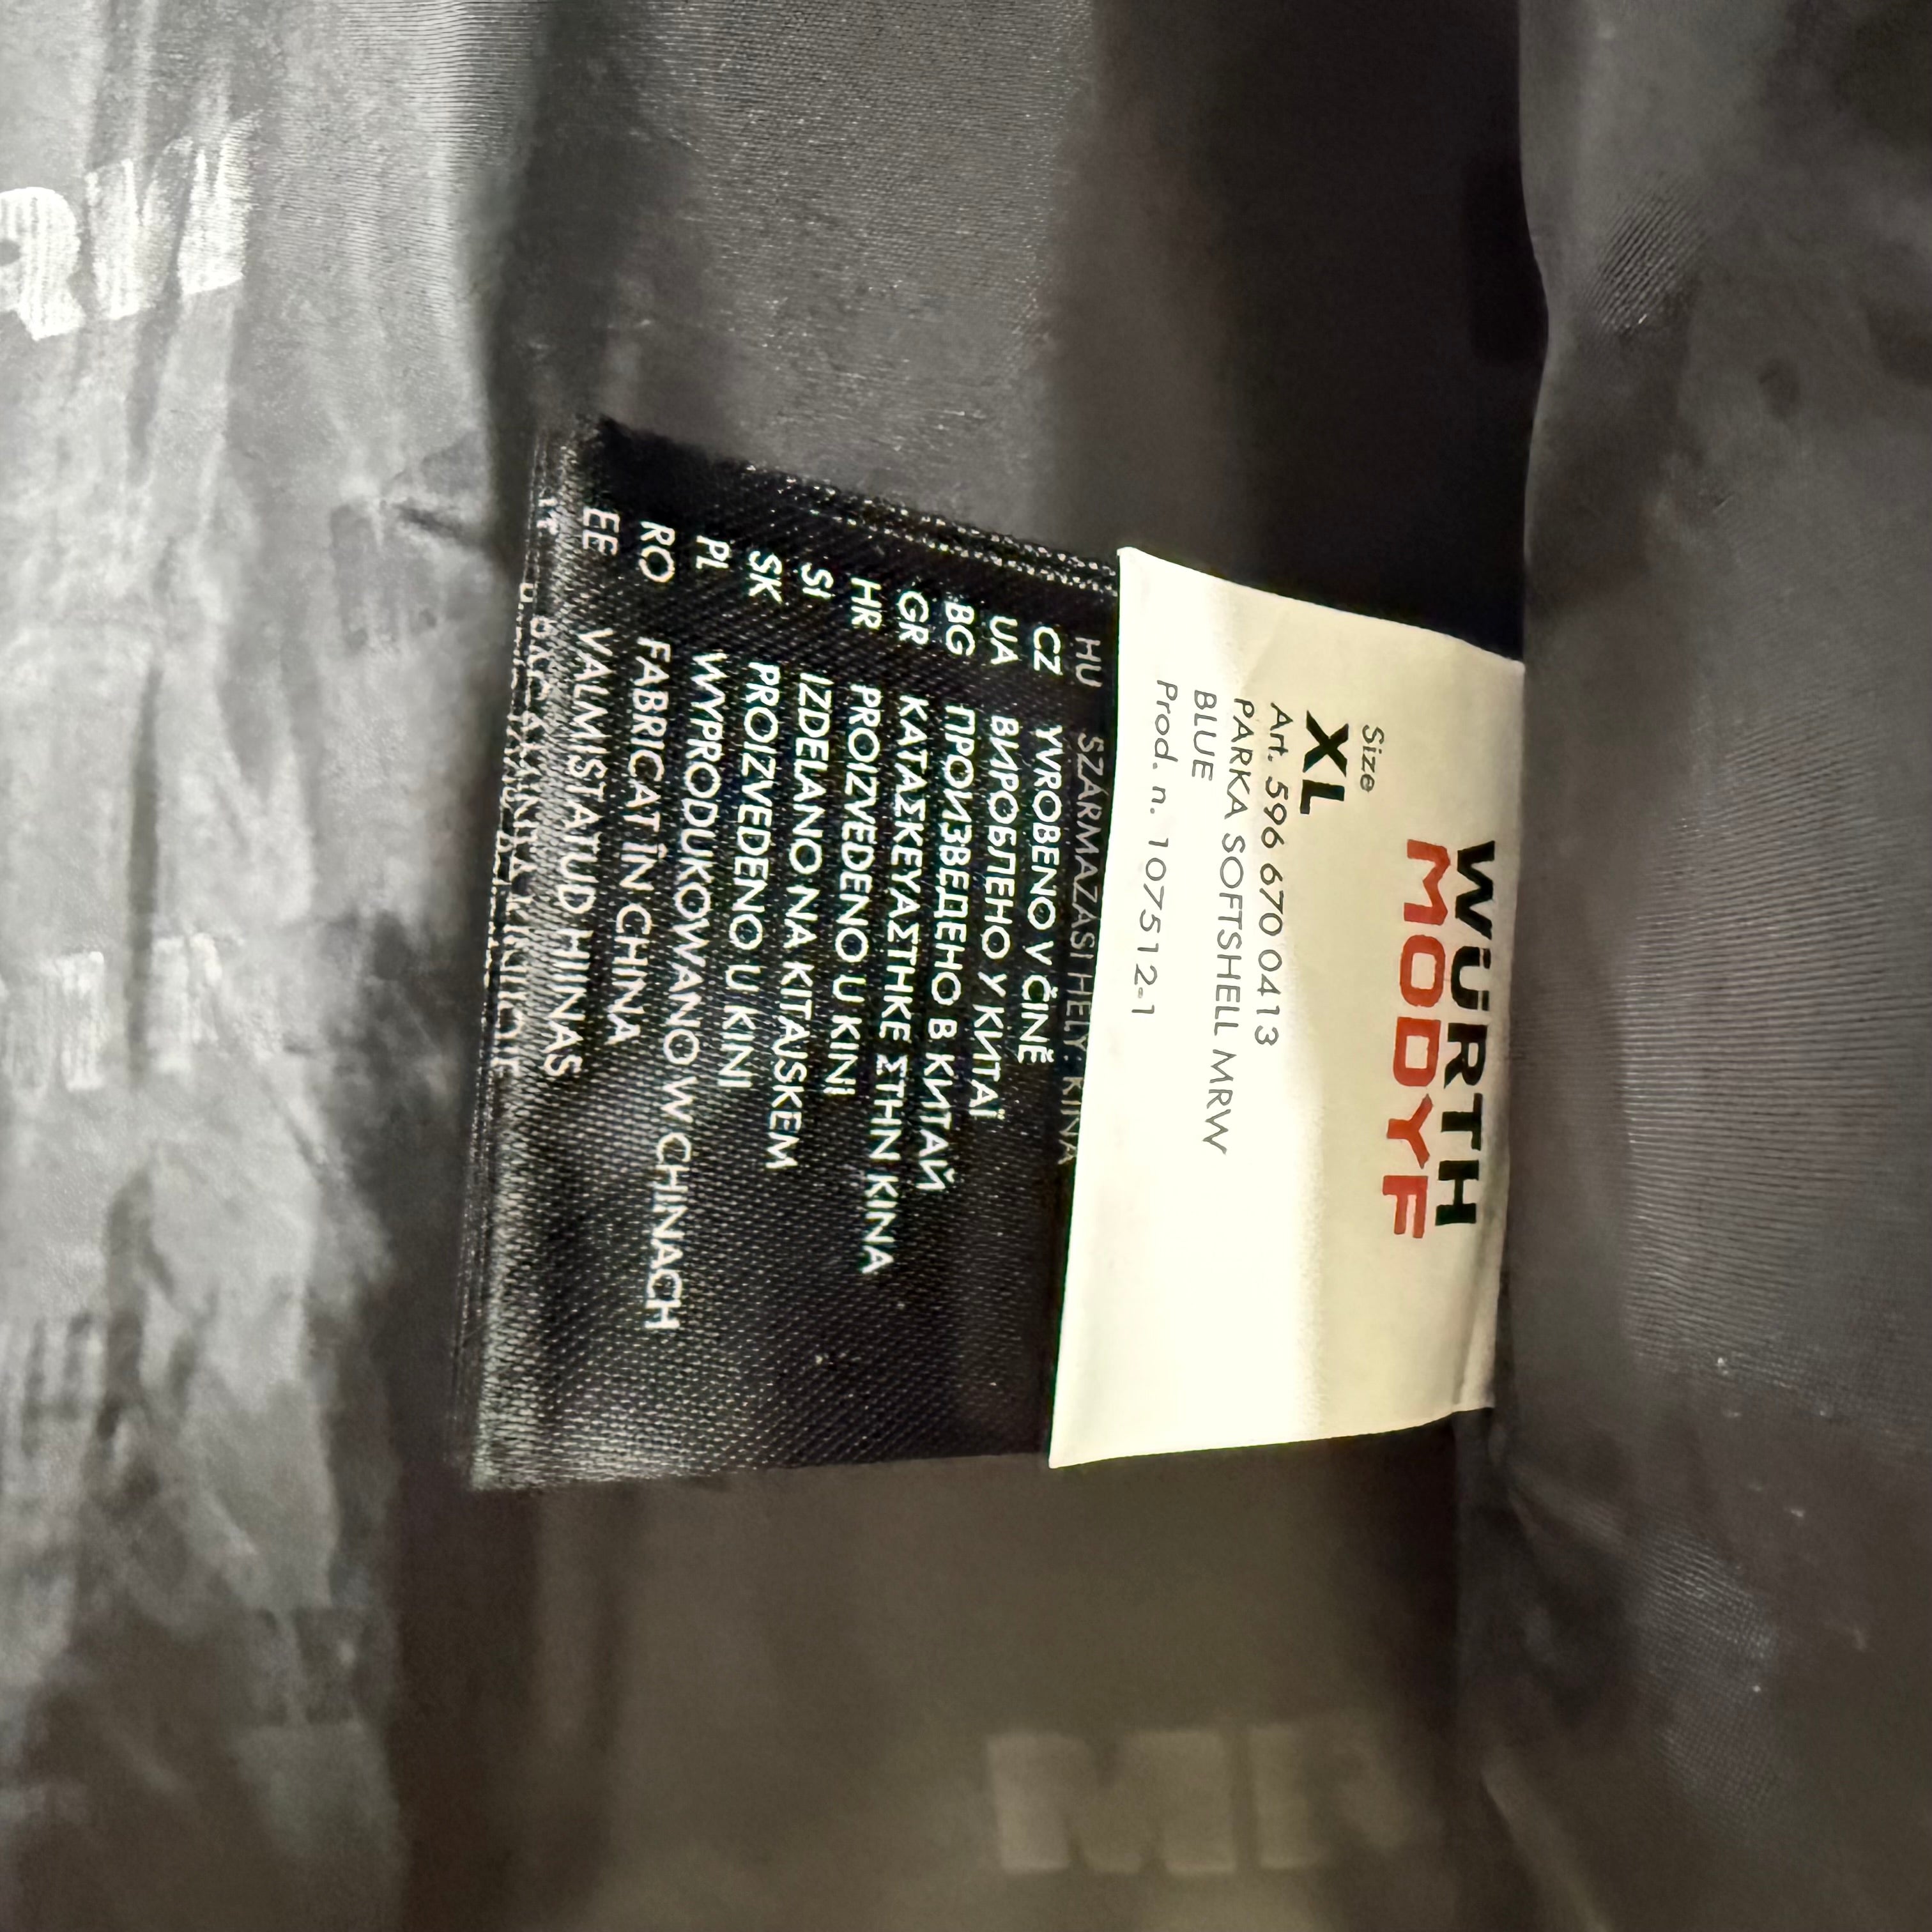 WÜRTH
MODYF
Size
XL
Art. 596 670 0413
PARKA SOFTSHELL MRW
BLUE
Prod. n. 107512-1
HU SZÁRMAZÁSI HELY: KÍNA
CZ VYROBENO V ČÍNĚ
UA ВИРОБЛЕНО У КИТАЇ
BG ПРОИЗВЕДЕНО В КИТАЙ
GR ΚΑΤΑΣΚΕΥΑΣΤΗΚΕ ΣΤΗΝ ΚΙΝΑ
HR PROIZVEDENO U KINI
SI IZDELANO NA KITAJSKEM
SK PROIZVEDENO U KINI
PL WYPRODUKOWANO W CHINACH
RO FABRICAT ÎN CHINA
EE VALMISTATUD HIINAS